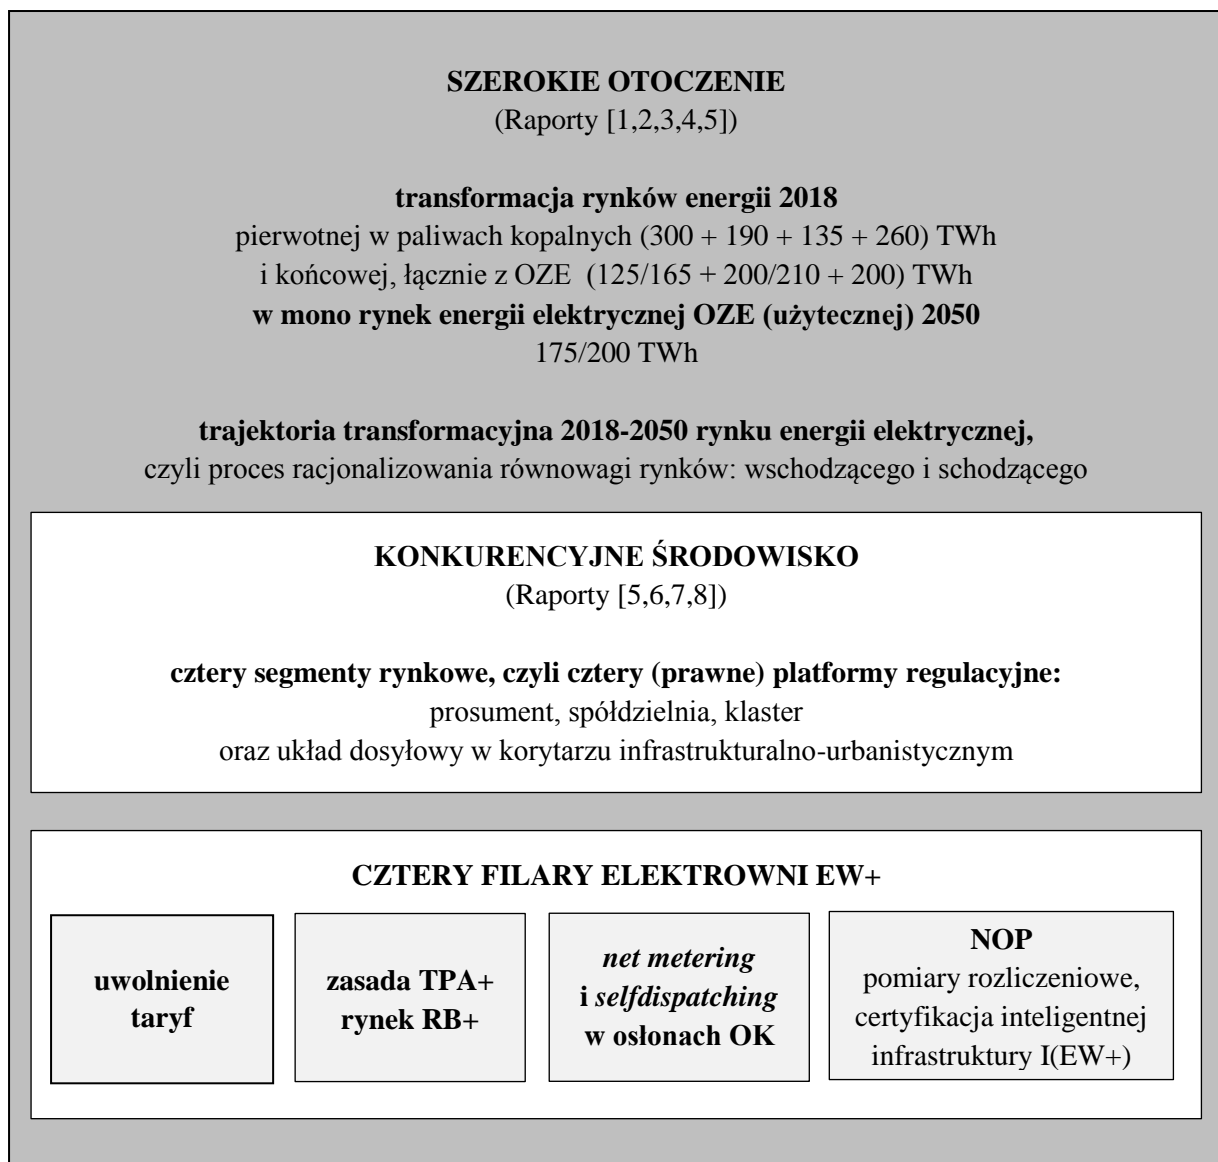 SZEROKIE OTOCZENIE
(Raporty [1,2,3,4,5])
transformacja rynków energii 2018
pierwotnej w paliwach kopalnych (300 + 190 + 135 + 260) TWh
i końcowej, łącznie z OZE (125/165 + 200/210 + 200) TWh
w mono rynek energii elektrycznej OZE (użytecznej) 2050
175/200 TWh
trajektoria transformacyjna 2018-2050 rynku energii elektrycznej,
czyli proces racjonalizowania równowagi rynków: wschodzącego i schodzącego
KONKURENCYJNE ŚRODOWISKO
(Raporty [5,6,7,8])
cztery segmenty rynkowe, czyli cztery (prawne) platformy regulacyjne:
prosument, spółdzielnia, klaster
oraz układ dosyłowy w korytarzu infrastrukturalno-urbanistycznym
CZTERY FILARY ELEKTROWNI EW+
uwolnienie
taryf
zasada TPA+
rynek RB+
net metering
i selfdispatching
w osłonach OK
NOP
pomiary rozliczeniowe,
certyfikacja inteligentnej
infrastruktury I(EW+)